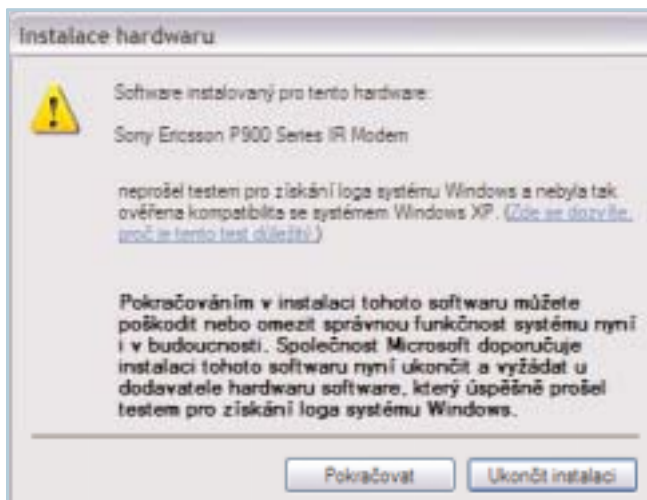 Instalace hardwaru
Software instalovaný pro tento hardware:
Sony Ericsson P900 Series IR Modem
neprošel testem pro získání loga systému Windows a nebyla tak
ověřena kompatibilita se systémem Windows XP. (Zde se dozvíte,
proč je tento test důležitý.)
Pokračováním v instalaci tohoto softwaru můžete
poškodit nebo omezit správnou funkčnost systému nyní
i v budoucnosti. Společnost Microsoft doporučuje
instalaci tohoto softwaru nyní ukončit a vyžádat u
dodavatele hardwaru software, který úspěšně prošel
testem pro získání loga systému Windows.
Pokračovat
Ukončit instalaci